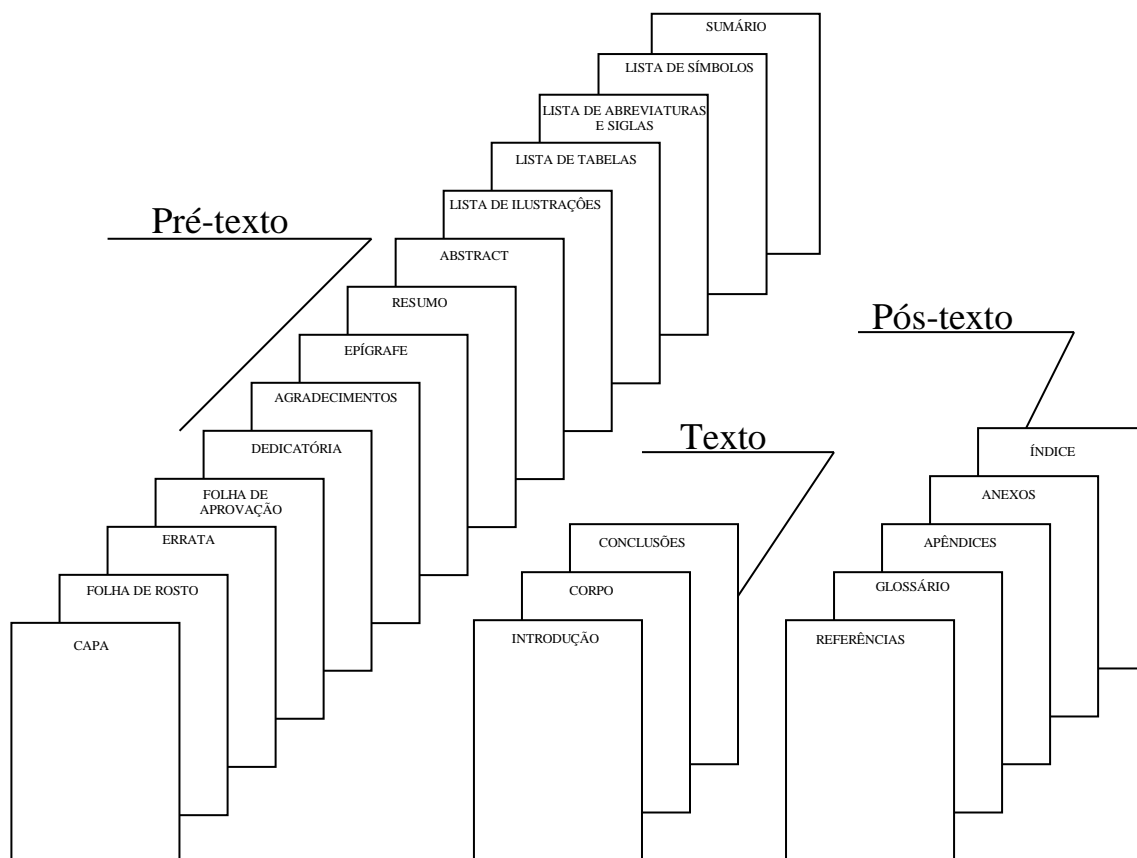 SUMÁRIO
LISTA DE SÍMBOLOS
LISTA DE ABREVIATURAS
E SIGLAS
LISTA DE TABELAS
LISTA DE ILUSTRAÇÕES
Pré-texto
ABSTRACT
RESUMO
EPÍGRAFE
AGRADECIMENTOS
DEDICATÓRIA
FOLHA DE
APROVAÇÃO
ERRATA
FOLHA DE ROSTO
CAPA
Texto
CONCLUSÕES
CORPO
INTRODUÇÃO
Pós-texto
ÍNDICE
ANEXOS
APÊNDICES
GLOSSÁRIO
REFERÊNCIAS